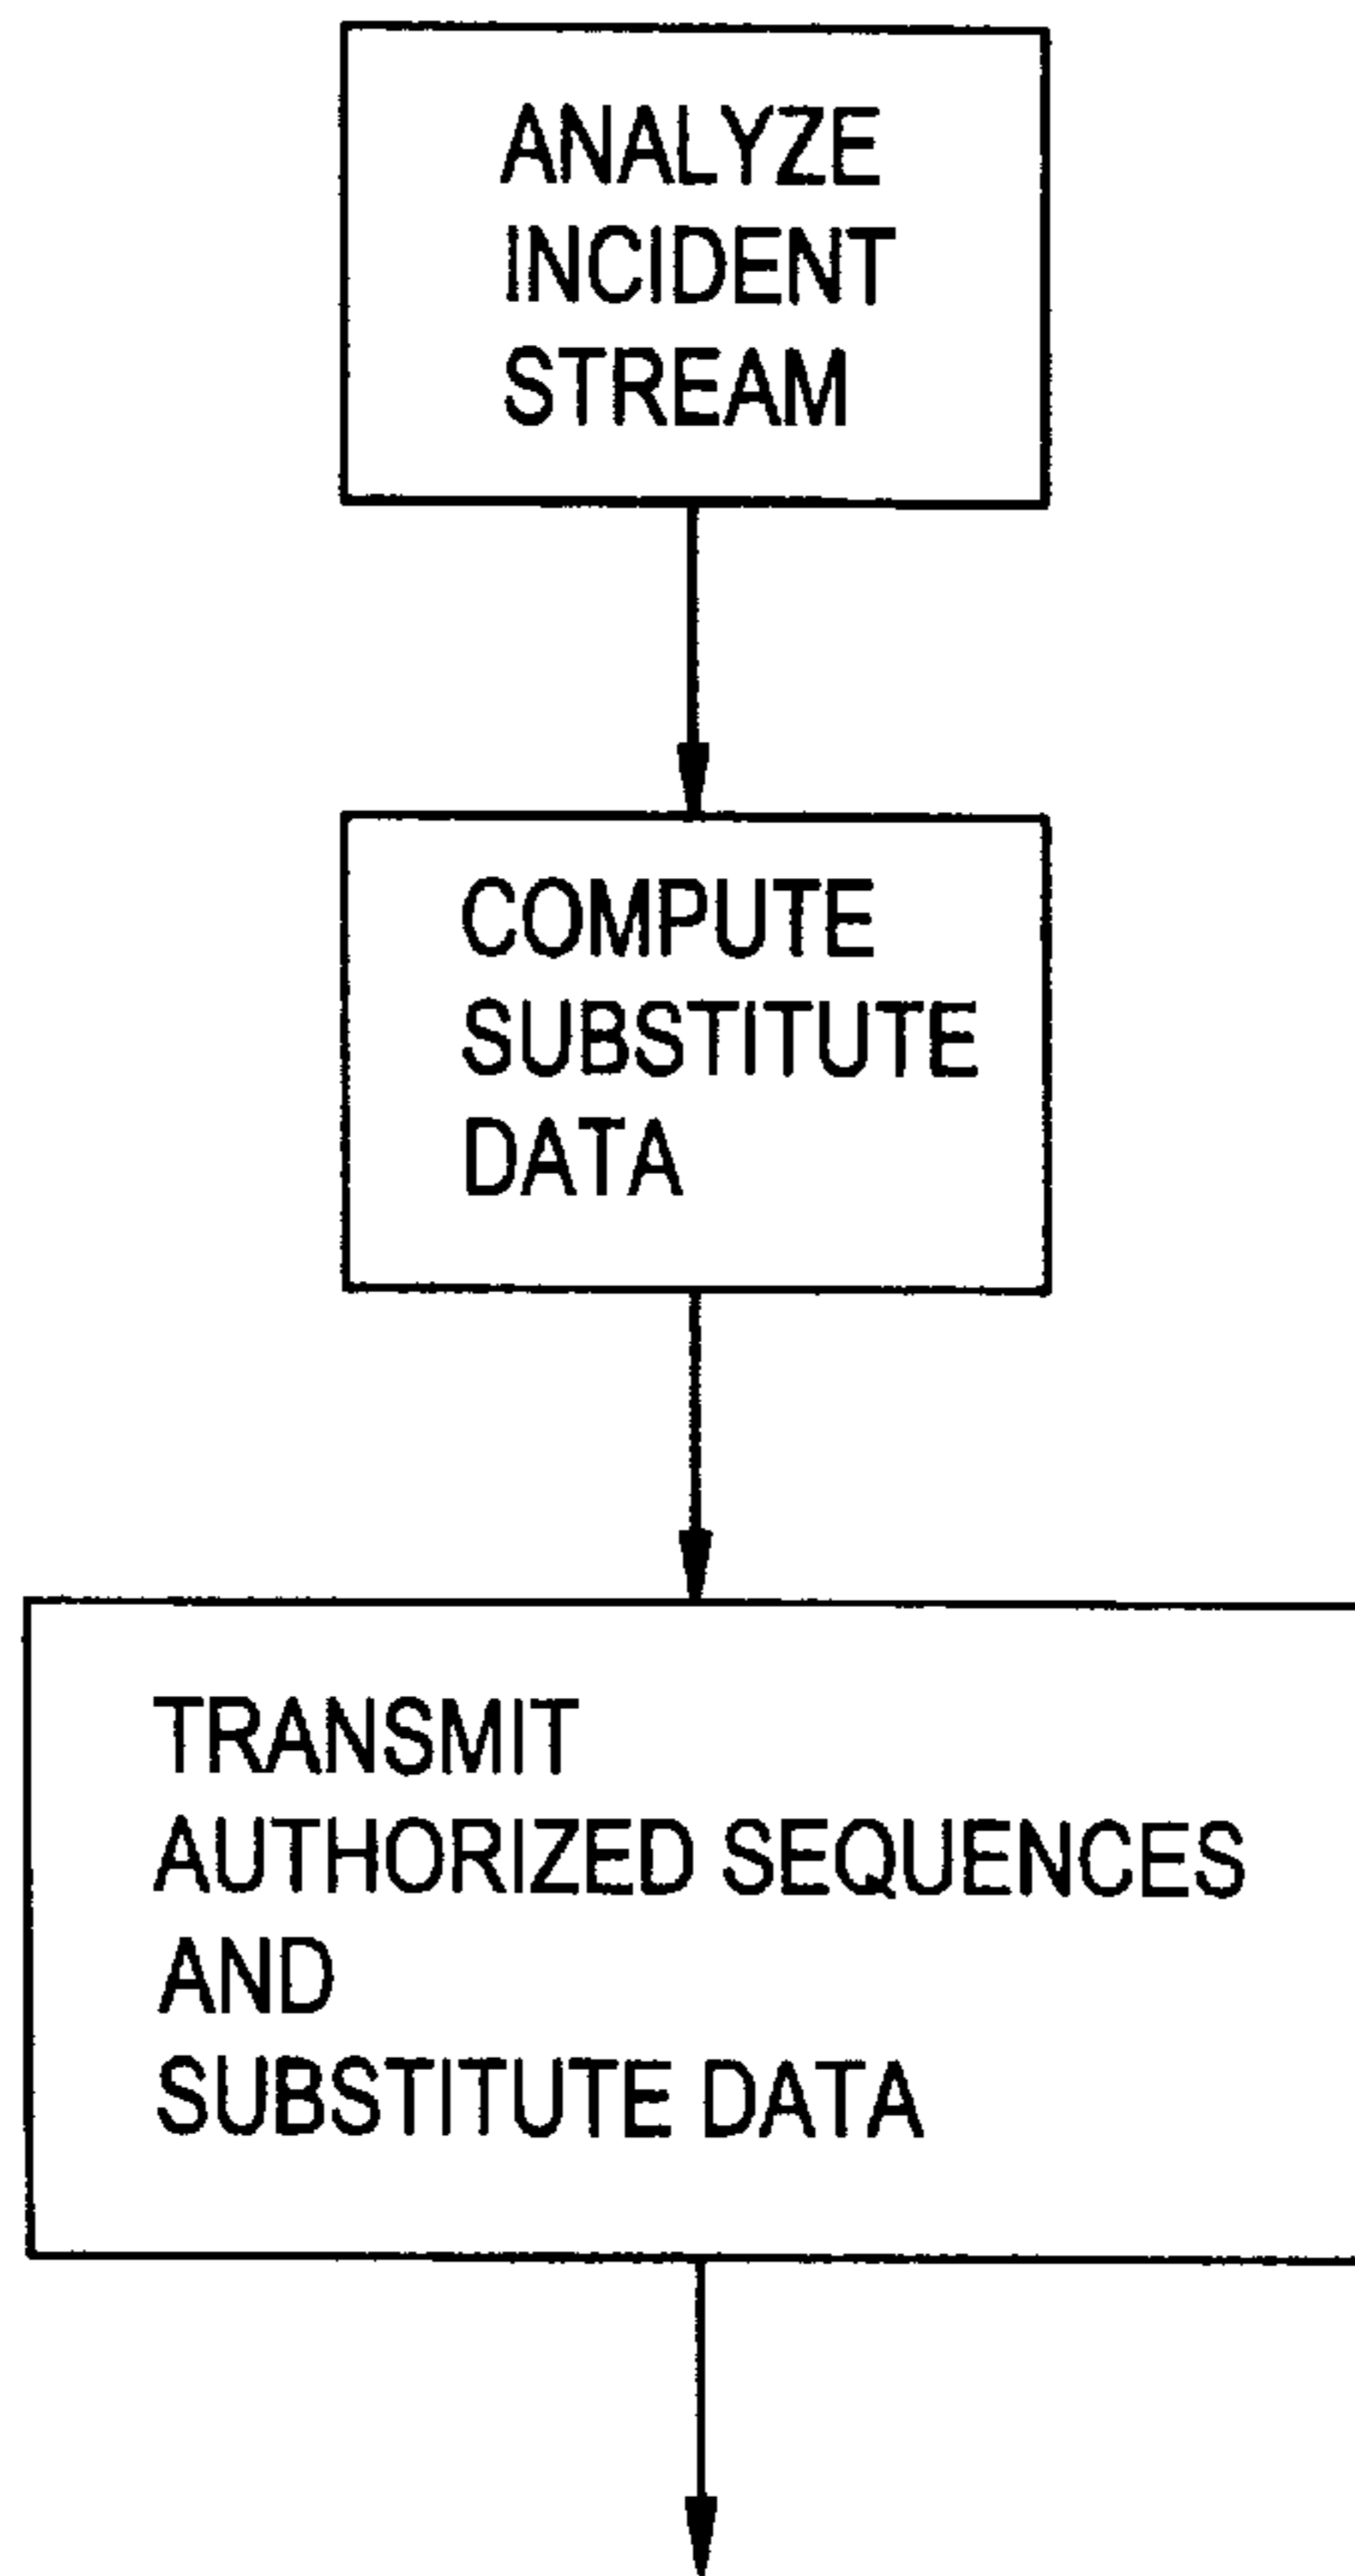 ANALYZE
INCIDENT
STREAM
COMPUTE
SUBSTITUTE
DATA
TRANSMIT
AUTHORIZED SEQUENCES
AND
SUBSTITUTE DATA